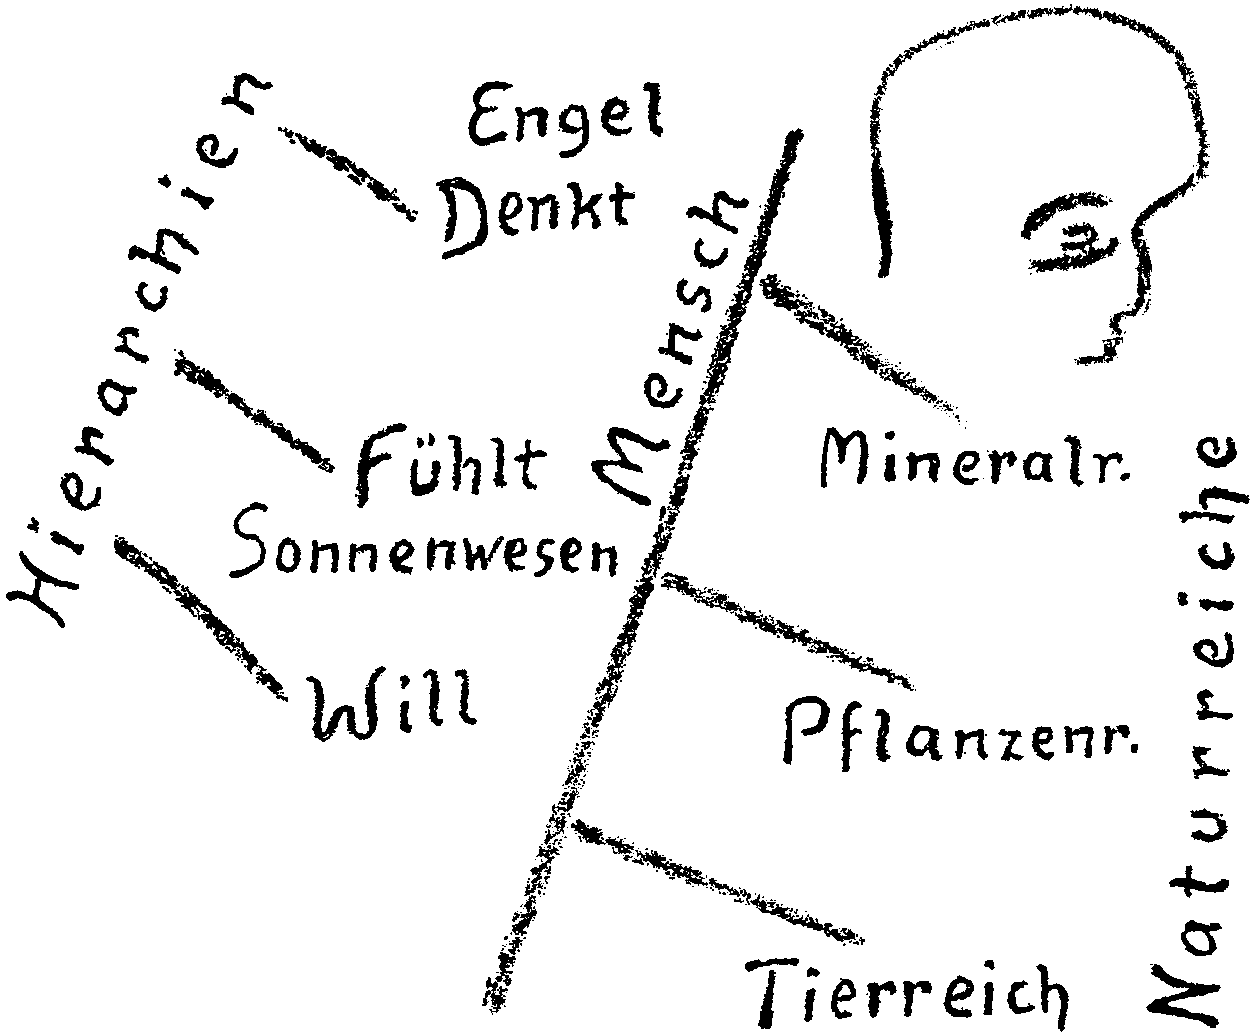 Hierarchien
Engel
Denkt
Mensch
Fühlt
Sonnenwesen
Will
Mineralr.
Pflanzenr.
Tierreich
Naturreiche